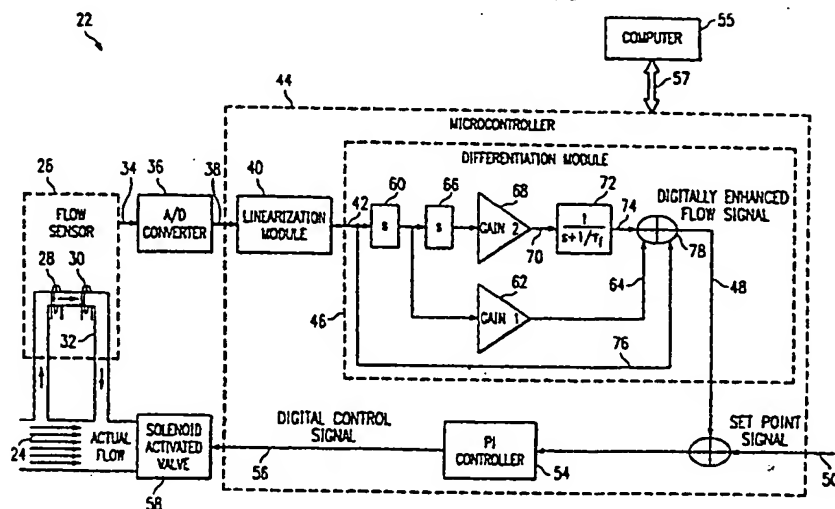 22
COMPUTER
55
57
44
MICROCONTROLLER
DIFFERENTIATION MODULE
26
FLOW
SENSOR
34
36
A/D
CONVERTER
38
40
LINEARIZATION
MODULE
42
60
s
66
s
68
GAIN 2
70
72
1
s+1/τf
74
DIGITALLY ENHANCED
FLOW SIGNAL
78
28
30
32
46
62
GAIN 1
64
76
48
24
ACTUAL
FLOW
SOLENOID
ACTIVATED
VALVE
58
DIGITAL CONTROL
SIGNAL
56
PI
CONTROLLER
54
SET POINT
SIGNAL
50